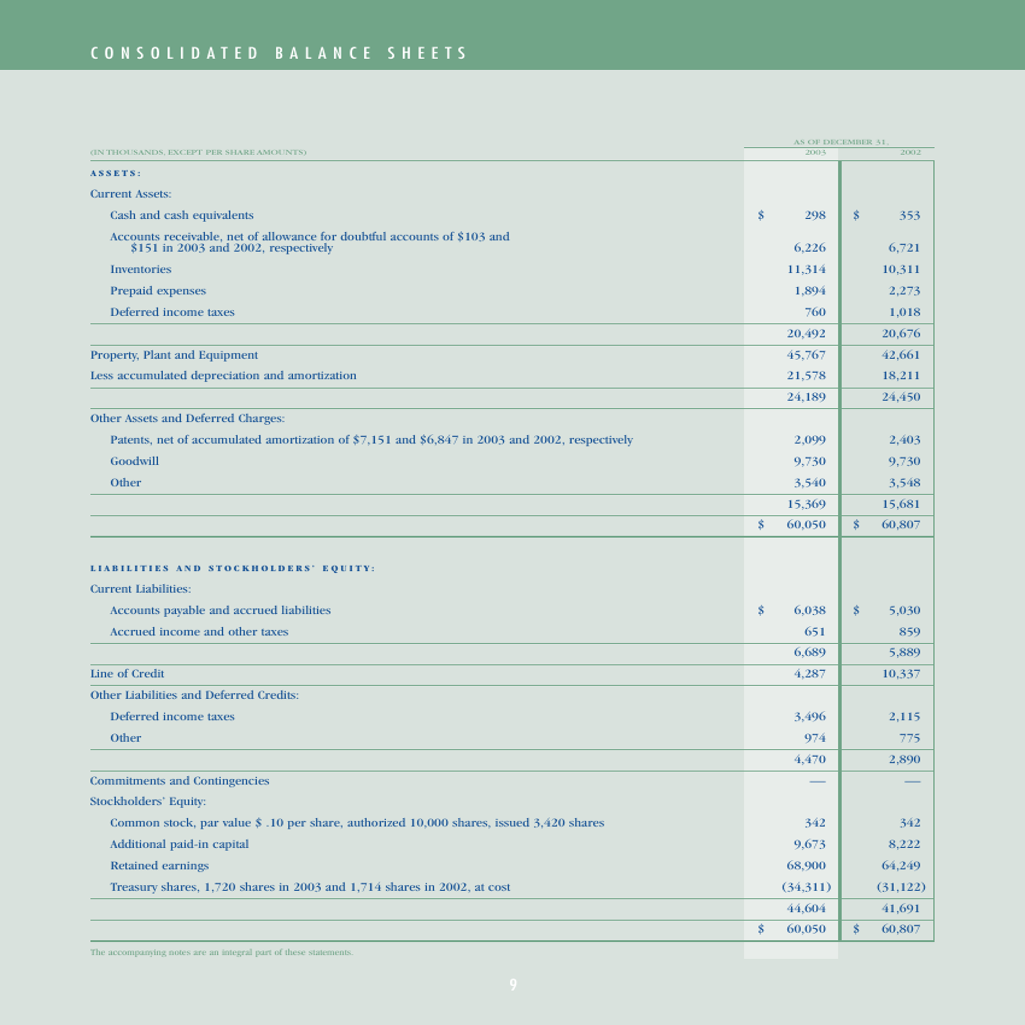 CONSOLIDATED BALANCE SHEETS
AS OF DECEMBER 31,
(IN THOUSANDS, EXCEPT PER SHARE AMOUNTS) 2003 2002
ASSETS:
Current Assets:
Cash and cash equivalents $ 298 $ 353
Accounts receivable, net of allowance for doubtful accounts of $103 and
$151 in 2003 and 2002, respectively 6,226 6,721
Inventories 11,314 10,311
Prepaid expenses 1,894 2,273
Deferred income taxes 760 1,018
20,492 20,676
Property, Plant and Equipment 45,767 42,661
Less accumulated depreciation and amortization 21,578 18,211
24,189 24,450
Other Assets and Deferred Charges:
Patents, net of accumulated amortization of $7,151 and $6,847 in 2003 and 2002, respectively 2,099 2,403
Goodwill 9,730 9,730
Other 3,540 3,548
15,369 15,681
$ 60,050 $ 60,807
LIABILITIES AND STOCKHOLDERS' EQUITY:
Current Liabilities:
Accounts payable and accrued liabilities $ 6,038 $ 5,030
Accrued income and other taxes 651 859
6,689 5,889
Line of Credit 4,287 10,337
Other Liabilities and Deferred Credits:
Deferred income taxes 3,496 2,115
Other 974 775
4,470 2,890
Commitments and Contingencies — —
Stockholders' Equity:
Common stock, par value $ .10 per share, authorized 10,000 shares, issued 3,420 shares 342 342
Additional paid-in capital 9,673 8,222
Retained earnings 68,900 64,249
Treasury shares, 1,720 shares in 2003 and 1,714 shares in 2002, at cost (34,311) (31,122)
44,604 41,691
$ 60,050 $ 60,807
The accompanying notes are an integral part of these statements.
9